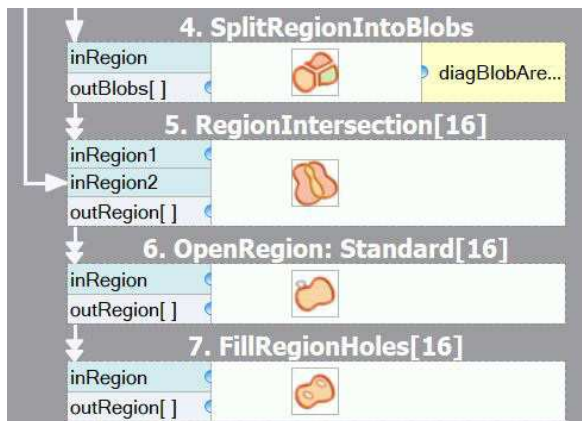 4. SplitRegionIntoBlobs
inRegion
outBlobs[ ]
diagBlobAre...
5. RegionIntersection[16]
inRegion1
inRegion2
outRegion[ ]
6. OpenRegion: Standard[16]
inRegion
outRegion[ ]
7. FillRegionHoles[16]
inRegion
outRegion[ ]